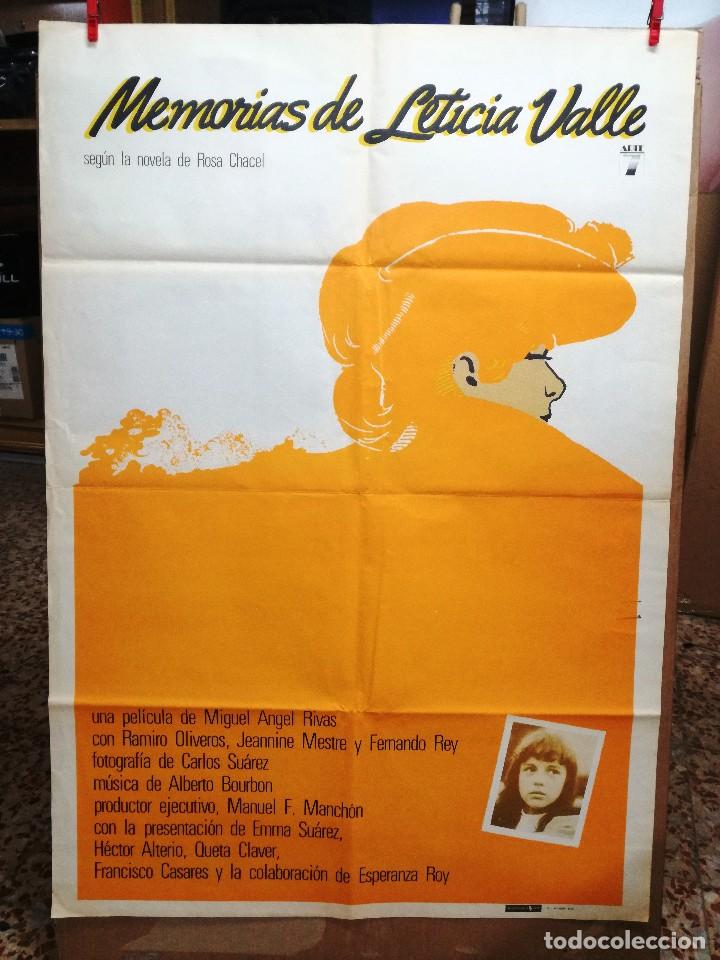 Memorias de Leticia Valle
según la novela de Rosa Chacel
ARTE
7
una película de Miguel Angel Rivas
con Ramiro Oliveros, Jeannine Mestre y Fernando Rey
fotografía de Carlos Suárez
música de Alberto Bourbon
productor ejecutivo, Manuel F. Manchón
con la presentación de Emma Suárez,
Héctor Alterio, Queta Claver,
Francisco Casares y la colaboración de Esperanza Roy
todocoleccion.net